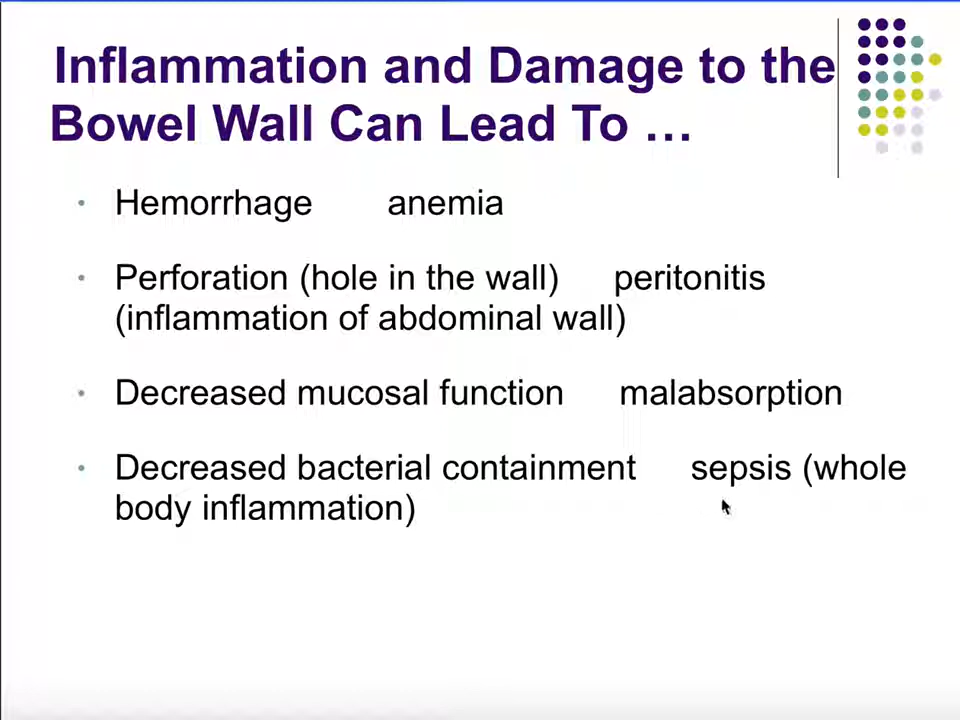 Inflammation and Damage to the
Bowel Wall Can Lead To …
• Hemorrhage anemia
• Perforation (hole in the wall) peritonitis
(inflammation of abdominal wall)
• Decreased mucosal function malabsorption
• Decreased bacterial containment sepsis (whole
body inflammation)